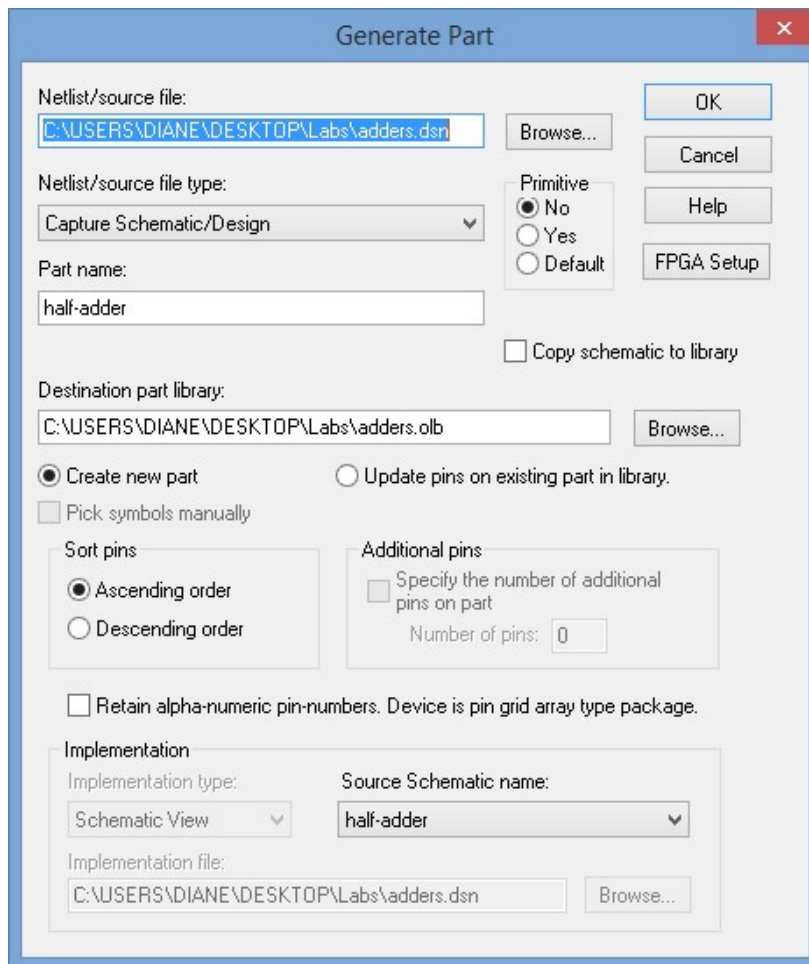 Generate Part
Netlist/source file:
C:\USERS\DIANE\DESKTOP\Labs\adders.dsn
Browse...
OK
Cancel
Netlist/source file type:
Capture Schematic/Design
Primitive
No
Yes
Default
Help
FPGA Setup
Part name:
half-adder
Copy schematic to library
Destination part library:
C:\USERS\DIANE\DESKTOP\Labs\adders.olb
Browse...
Create new part
Update pins on existing part in library.
Pick symbols manually
Sort pins
Ascending order
Descending order
Additional pins
Specify the number of additional
pins on part
Number of pins: 0
Retain alpha-numeric pin-numbers. Device is pin grid array type package.
Implementation
Implementation type:
Schematic View
Source Schematic name:
half-adder
Implementation file:
C:\USERS\DIANE\DESKTOP\Labs\adders.dsn
Browse...